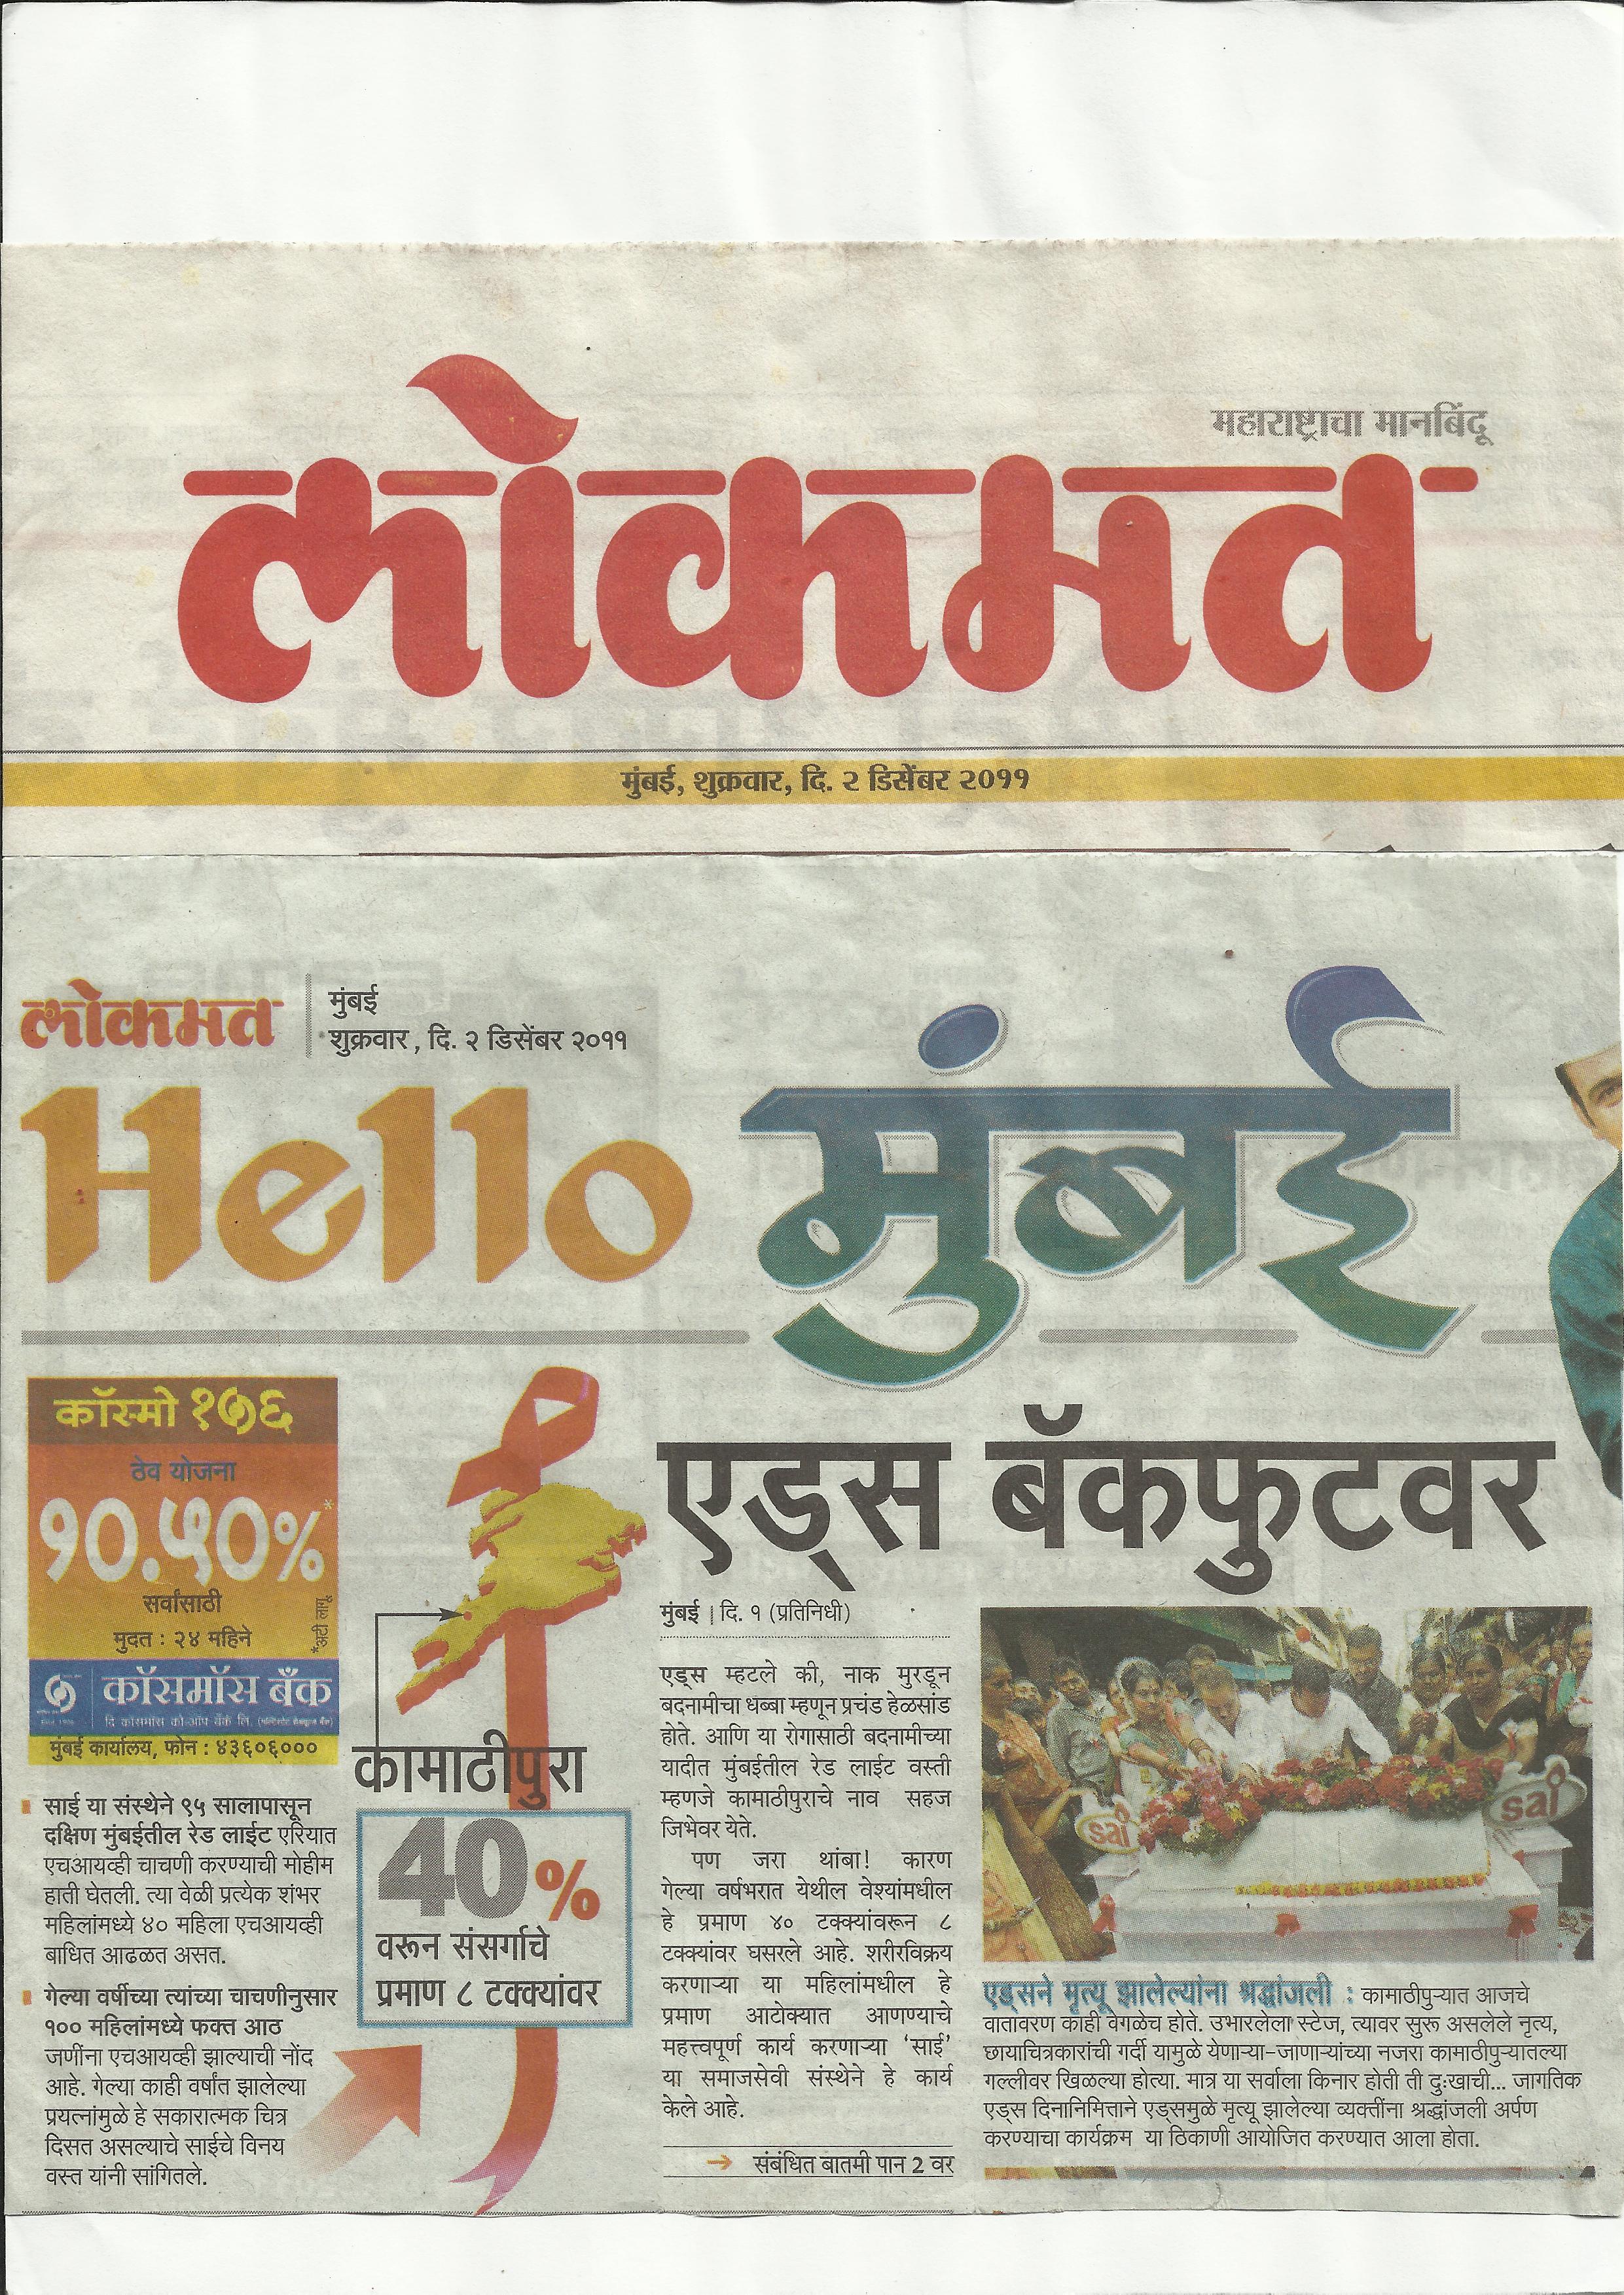 महाराष्ट्राचा मानबिंदू
लोकमत
मुंबई, शुक्रवार, दि. २ डिसेंबर २०११
लोकमत
मुंबई
शुक्रवार, दि. २ डिसेंबर २०११
Hello मुंबई
कॉस्मो १७६
ठेव योजना
१०.५०%*
सर्वांसाठी
मुदत : २४ महिने
*अटी लागू
कॉसमॉस बँक
दि कॉसमॉस को-ऑप बँक लि.
मुंबई कार्यालय, फोन : ४३६०६०००
साई या संस्थेने ९५ सालापासून
दक्षिण मुंबईतील रेड लाईट एरियात
एचआयव्ही चाचणी करण्याची मोहीम
हाती घेतली. त्या वेळी प्रत्येक शंभर
महिलांमध्ये ४० महिला एचआयव्ही
बाधित आढळत असत.
गेल्या वर्षीच्या त्यांच्या चाचणीनुसार
१०० महिलांमध्ये फक्त आठ
जणींना एचआयव्ही झाल्याची नोंद
आहे. गेल्या काही वर्षांत झालेल्या
प्रयत्नांमुळे हे सकारात्मक चित्र
दिसत असल्याचे साईचे विनय
वस्त यांनी सांगितले.
कामाठीपुरा
40%
वरून संसर्गाचे
प्रमाण ८ टक्क्यांवर
एड्स बॅकफुटवर
मुंबई | दि. १ (प्रतिनिधी)
एड्स म्हटले की, नाक मुरडून
बदनामीचा धब्बा म्हणून प्रचंड हेळसांड
होते. आणि या रोगासाठी बदनामीच्या
यादीत मुंबईतील रेड लाईट वस्ती
म्हणजे कामाठीपुराचे नाव सहज
जिभेवर येते.
पण जरा थांबा! कारण
गेल्या वर्षभरात येथील वेश्यांमधील
हे प्रमाण ४० टक्क्यांवरून ८
टक्क्यांवर घसरले आहे. शरीरविक्रय
करणाऱ्या या महिलांमधील हे
प्रमाण आटोक्यात आणण्याचे
महत्त्वपूर्ण कार्य करणाऱ्या ‘साई’
या समाजसेवी संस्थेने हे कार्य
केले आहे.
→ संबंधित बातमी पान 2 वर
sai
sai
एड्सने मृत्यू झालेल्यांना श्रद्धांजली : कामाठीपुऱ्यात आजचे
वातावरण काही वेगळेच होते. उभारलेला स्टेज, त्यावर सुरू असलेले नृत्य,
छायाचित्रकारांची गर्दी यामुळे येणाऱ्या-जाणाऱ्यांच्या नजरा कामाठीपुऱ्यातल्या
गल्लीवर खिळल्या होत्या. मात्र या सर्वाला किनार होती ती दुःखाची... जागतिक
एड्स दिनानिमित्ताने एड्समुळे मृत्यू झालेल्या व्यक्तींना श्रद्धांजली अर्पण
करण्याचा कार्यक्रम या ठिकाणी आयोजित करण्यात आला होता.